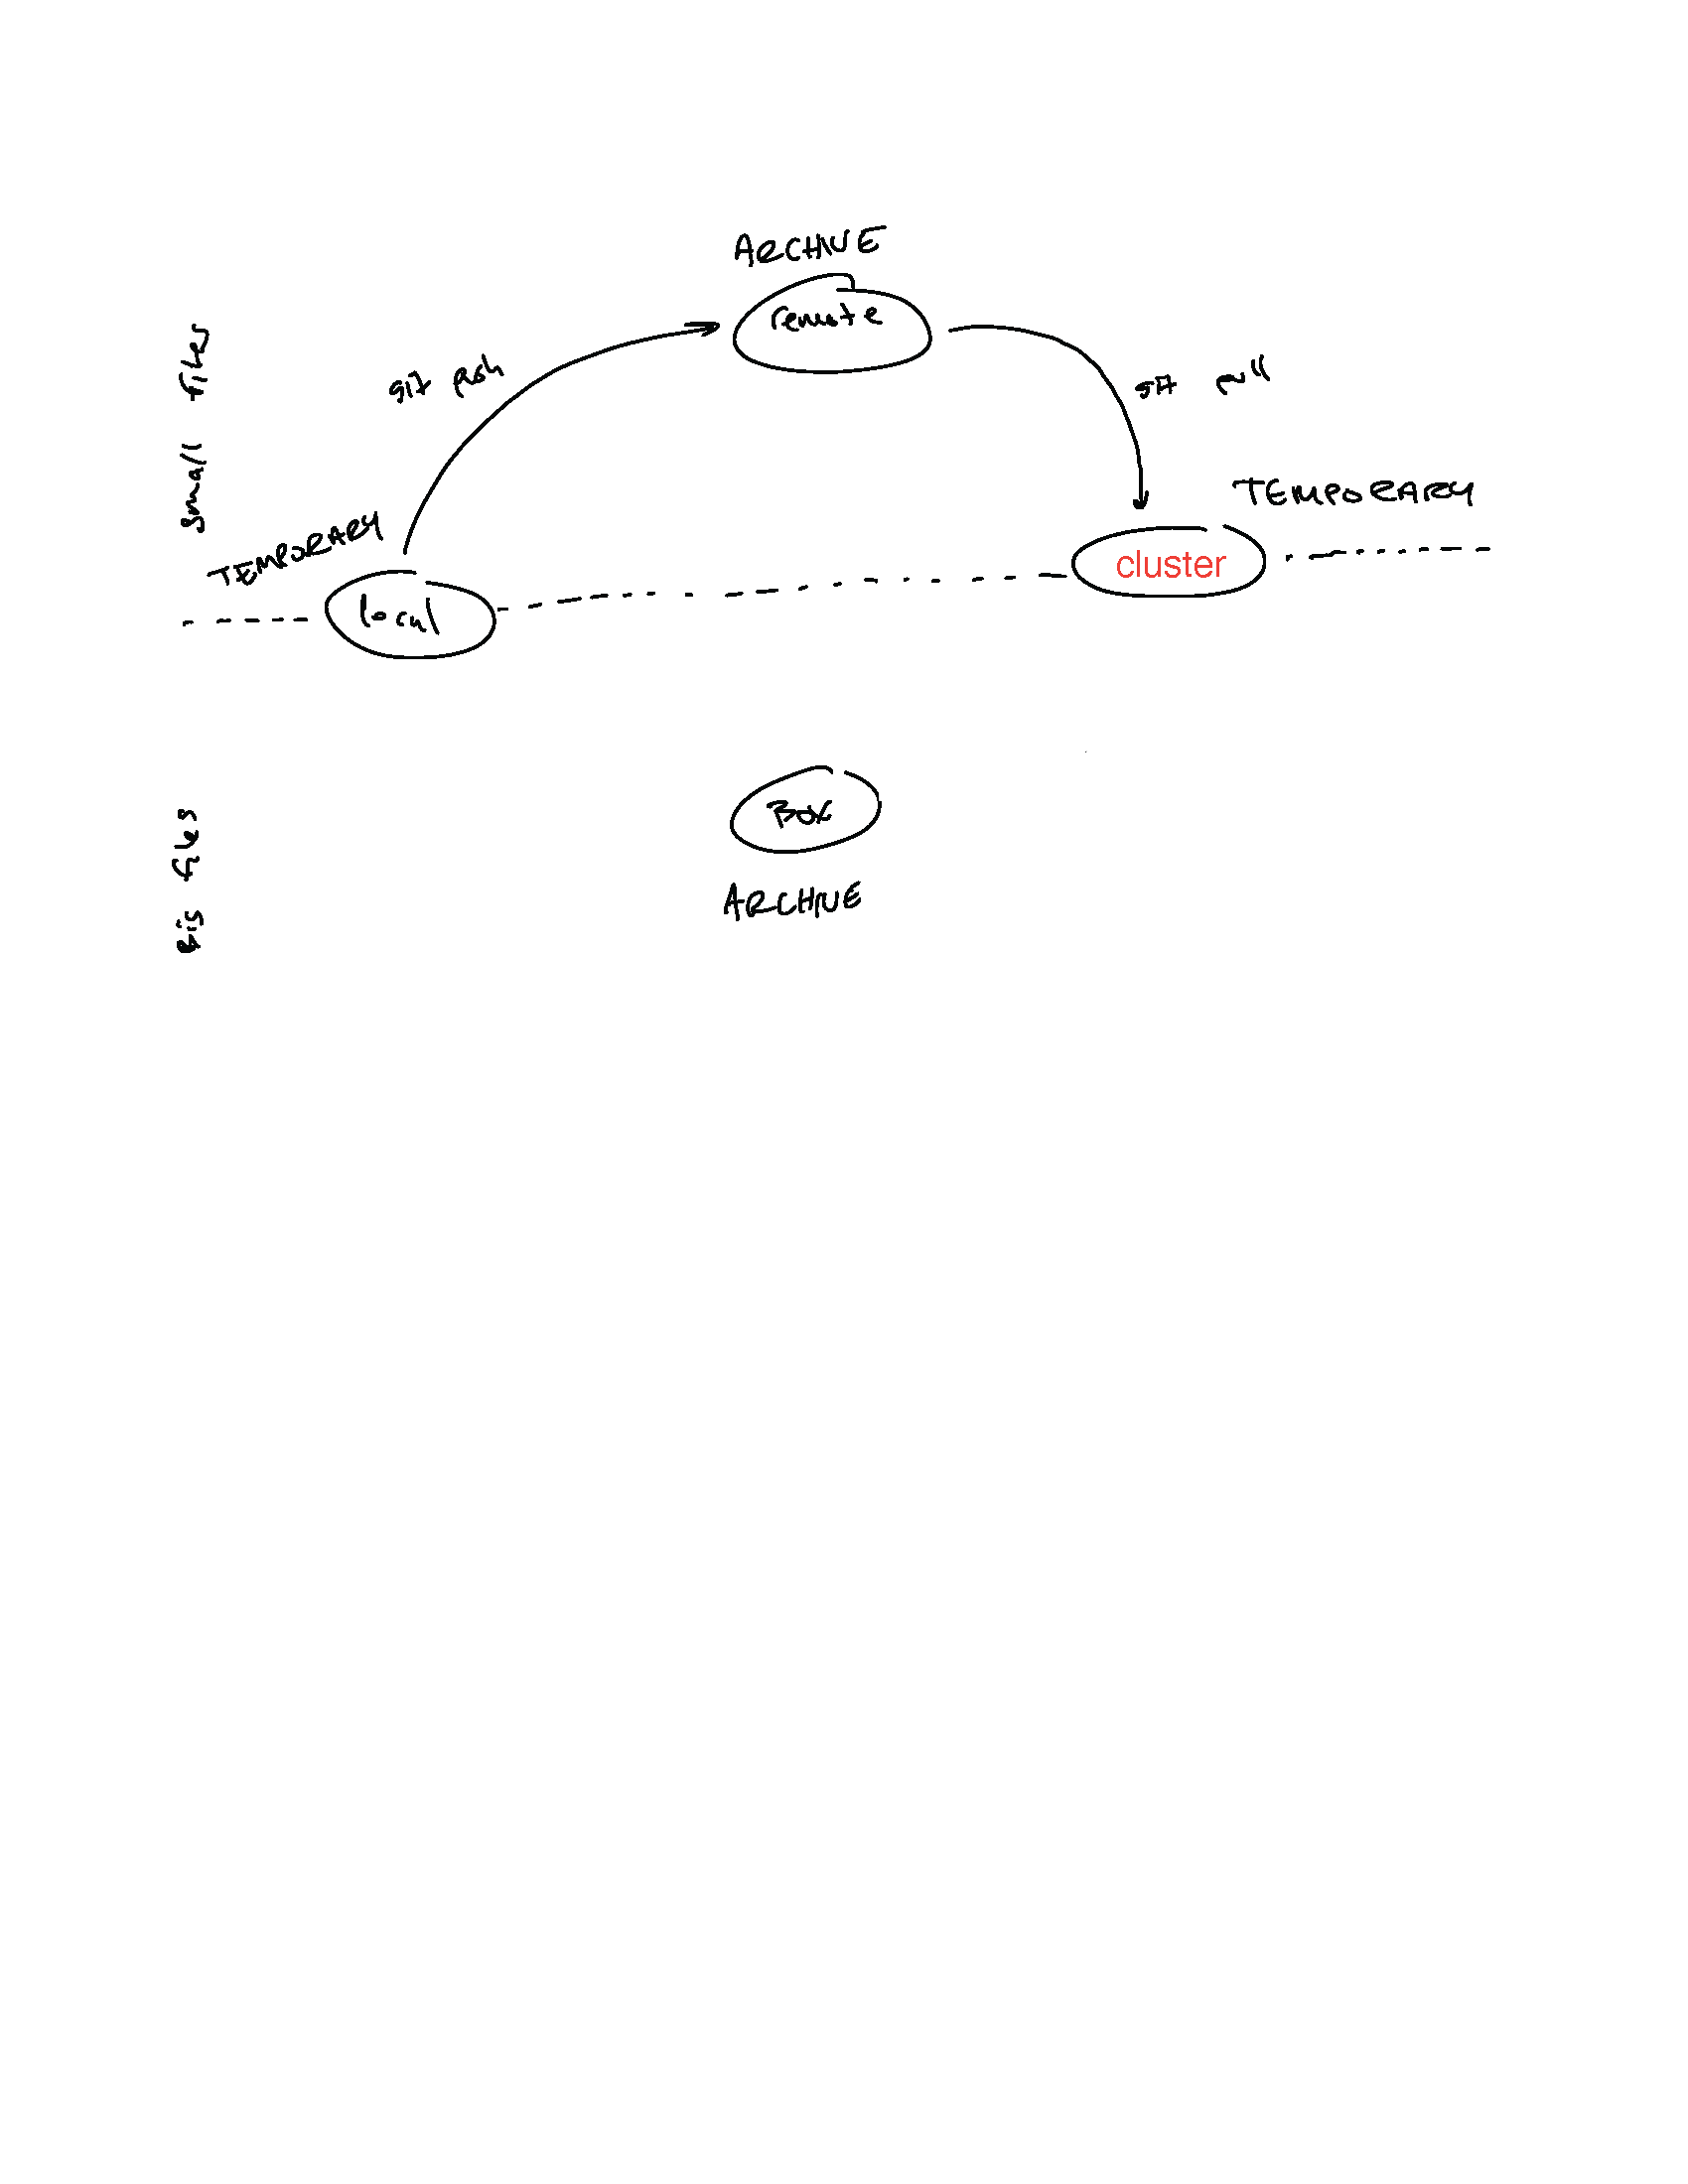 ARCHIVE
remote
small files
git push
git pull
TEMPORARY
TEMPORARY
cluster
local
Box
big files
ARCHIVE